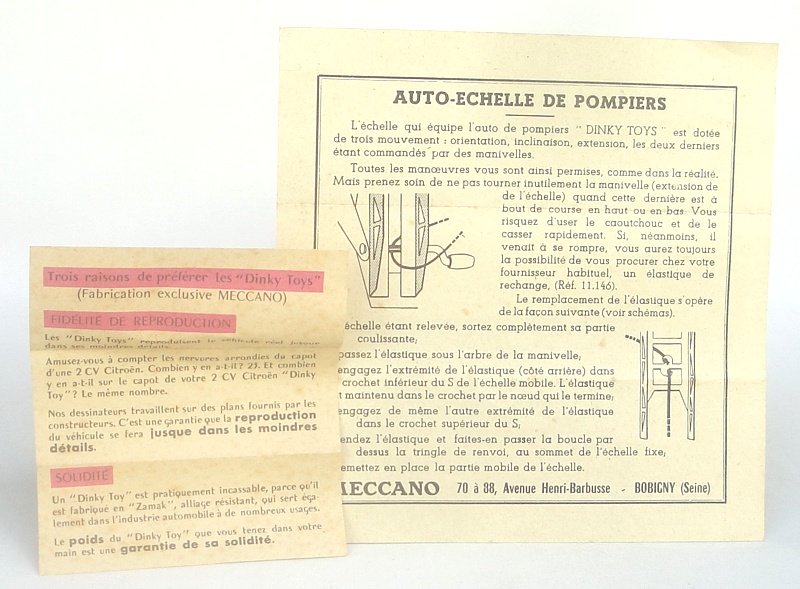 AUTO-ECHELLE DE POMPIERS
L'échelle qui équipe l'auto de pompiers " DINKY TOYS " est dotée
de trois mouvement : orientation, inclinaison, extension, les deux derniers
étant commandés par des manivelles.
Toutes les manœuvres vous sont ainsi permises, comme dans la réalité.
Mais prenez soin de ne pas tourner inutilement la manivelle (extension de
de l'échelle) quand cette dernière est à
bout de course en haut ou en bas. Vous
risquez d'user le caoutchouc et de le
casser rapidement. Si, néanmoins, il
venait à se rompre, vous aurez toujours
la possibilité de vous procurer chez votre
fournisseur habituel, un élastique de
rechange, (Réf. 11.146).
Le remplacement de l'élastique s'opère
de la façon suivante (voir schémas).
échelle étant relevée, sortez complètement sa partie
coulissante;
passez l'élastique sous l'arbre de la manivelle;
engagez l'extrémité de l'élastique (côté arrière) dans
crochet inférieur du S de l'échelle mobile. L'élastique
t maintenu dans le crochet par le nœud qui le termine;
engagez de même l'autre extrémité de l'élastique
dans le crochet supérieur du S;
endez l'élastique et faites-en passer la boucle par
dessus la tringle de renvoi, au sommet de l'échelle fixe;
emettez en place la partie mobile de l'échelle.
MECCANO 70 à 88, Avenue Henri-Barbusse - BOBIGNY (Seine)
Trois raisons de préférer les "Dinky Toys"
(Fabrication exclusive MECCANO)
FIDÉLITÉ DE REPRODUCTION
Les "Dinky Toys" reproduisent le véhicule réel jusque
dans ses moindres détails.
Amusez-vous à compter les nervures arrondies du capot
d'une 2 CV Citroën. Combien y en a-t-il ? 23. Et combien
y en a-t-il sur le capot de votre 2 CV Citroën "Dinky
Toy" ? Le même nombre.
Nos dessinateurs travaillent sur des plans fournis par les
constructeurs. C'est une garantie que la reproduction
du véhicule se fera jusque dans les moindres
détails.
SOLIDITÉ
Un "Dinky Toy" est pratiquement incassable, parce qu'il
est fabriqué en "Zamak", alliage résistant, qui sert éga-
lement dans l'industrie automobile à de nombreux usages.
Le poids du "Dinky Toy" que vous tenez dans votre
main est une garantie de sa solidité.